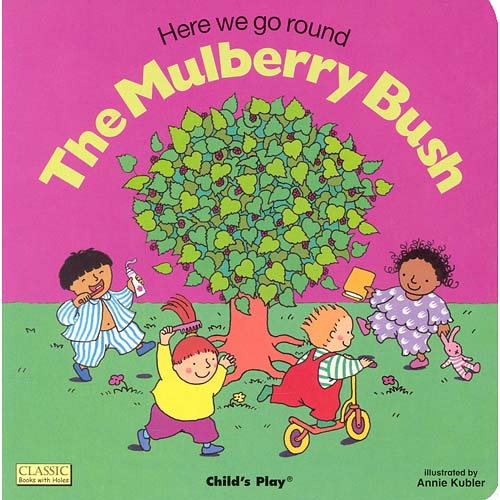 Here we go round
The Mulberry Bush
CLASSIC
Books with Holes
Child's Play®
illustrated by
Annie Kubler